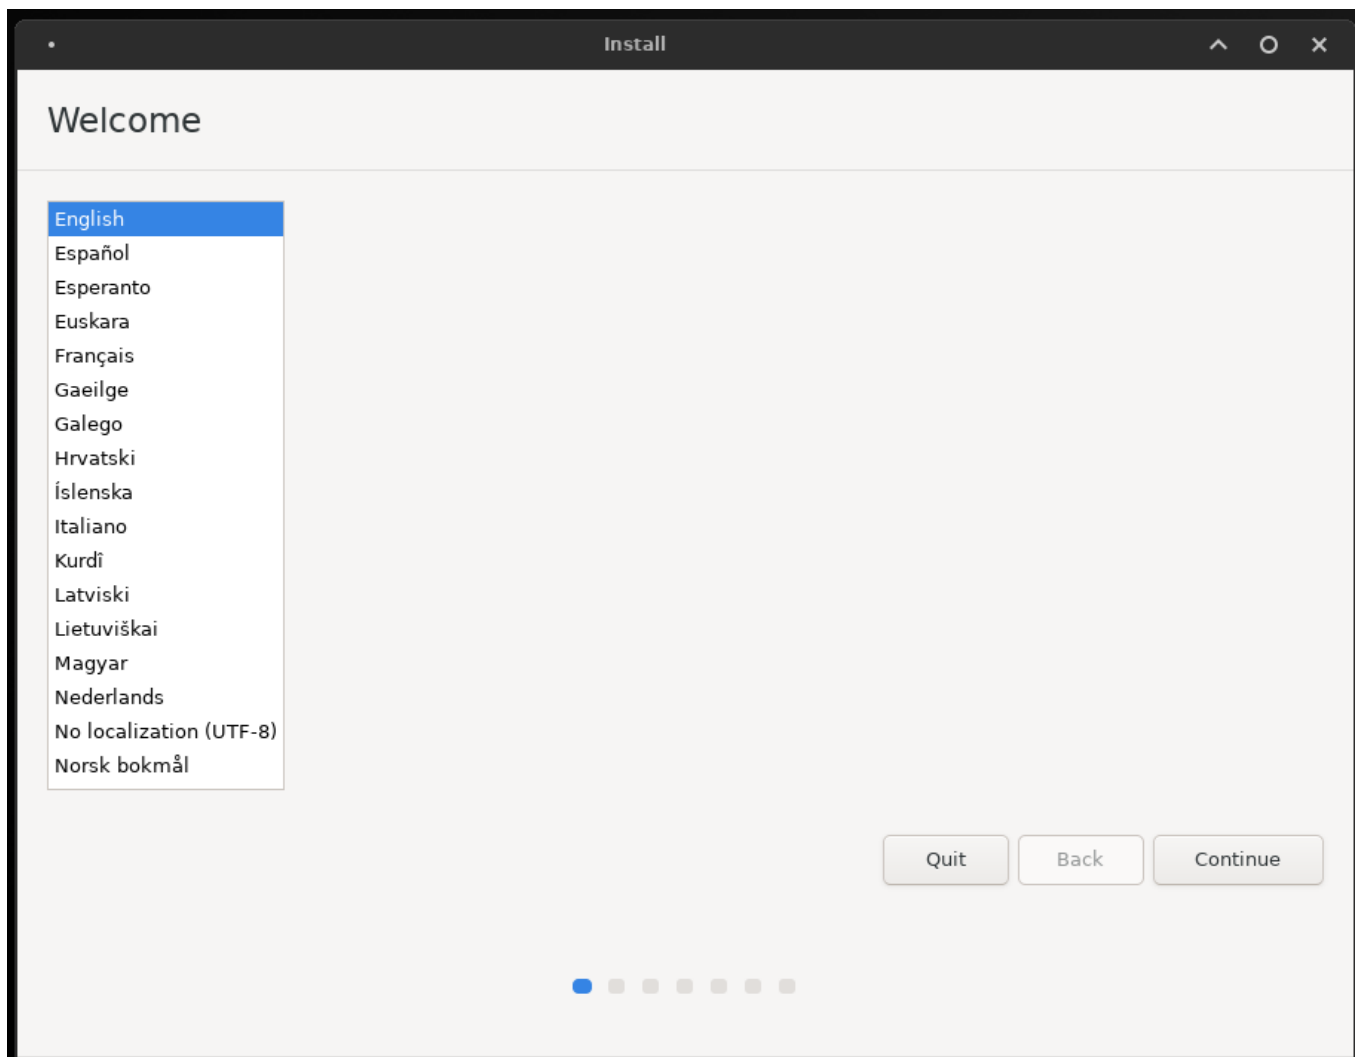 Install
Welcome
English
Español
Esperanto
Euskara
Français
Gaeilge
Galego
Hrvatski
Íslenska
Italiano
Kurdî
Latviski
Lietuviškai
Magyar
Nederlands
No localization (UTF-8)
Norsk bokmål
Quit Back Continue